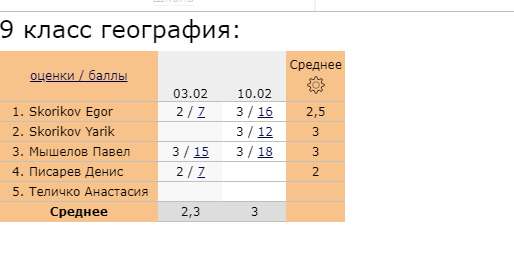 школа
9 класс география:
оценки / баллы 03.02 10.02 Среднее
1. Skorikov Egor 2 / 7 3 / 16 2,5
2. Skorikov Yarik 3 / 12 3
3. Мышелов Павел 3 / 15 3 / 18 3
4. Писарев Денис 2 / 7 2
5. Теличко Анастасия
Среднее 2,3 3